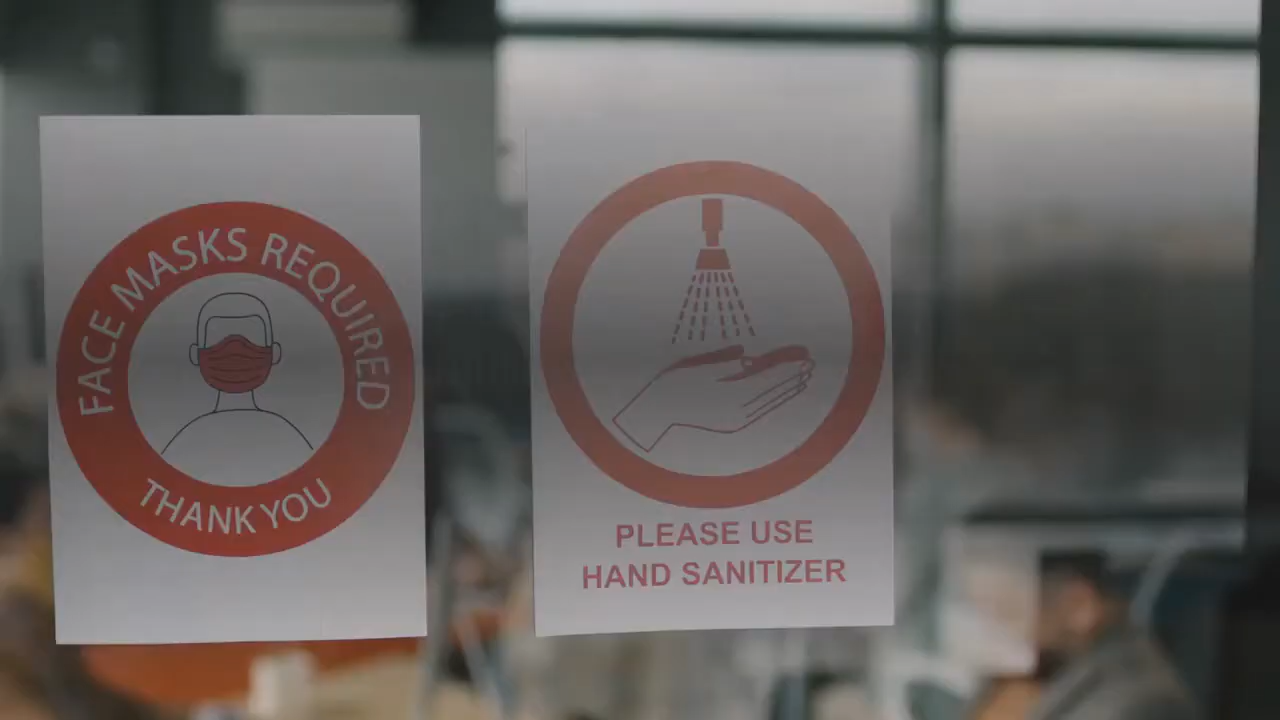 FACE MASKS REQUIRED
THANK YOU
PLEASE USE
HAND SANITIZER